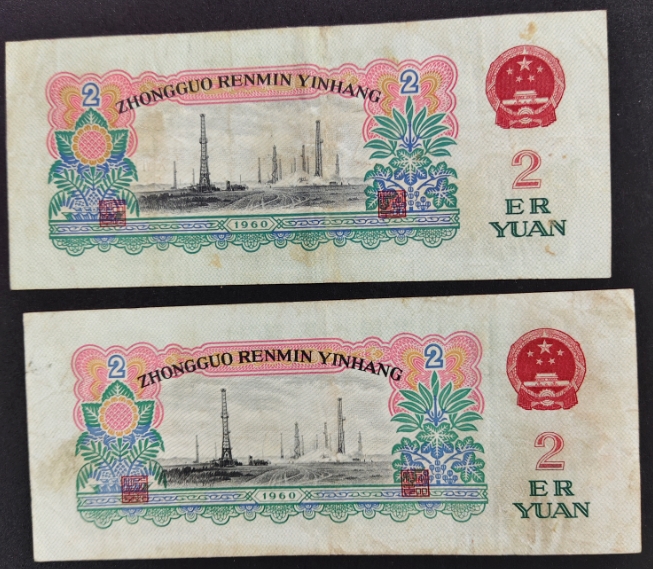 2 2
ZHONGGUO RENMIN YINHANG
2
ER
YUAN
1960
2 2
ZHONGGUO RENMIN YINHANG
2
ER
YUAN
1960